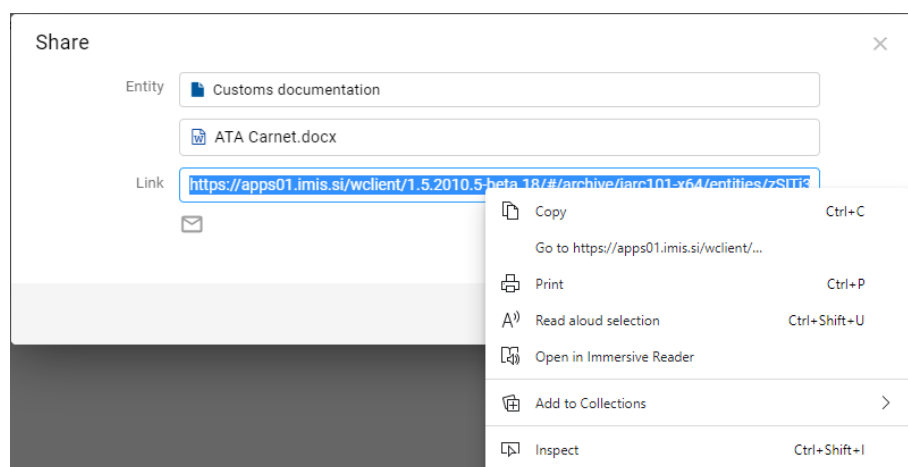 Share
Entity
Customs documentation
ATA Carnet.docx
Link
https://apps01.imis.si/wclient/1.5.2010.5-beta.18/#/archive/iarc101-x64/entities/zSITi3
Copy Ctrl+C
Go to https://apps01.imis.si/wclient/...
Print Ctrl+P
Read aloud selection Ctrl+Shift+U
Open in Immersive Reader
Add to Collections
Inspect Ctrl+Shift+I